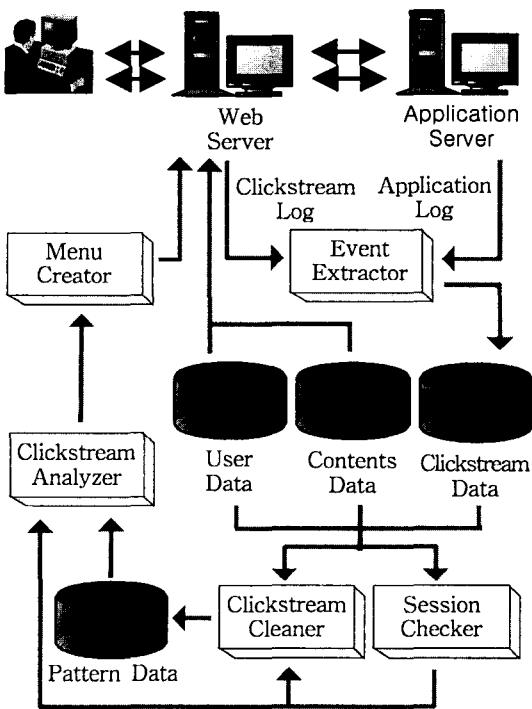 Web
Server
Application
Server
Clickstream
Log
Application
Log
Menu
Creator
Event
Extractor
Clickstream
Analyzer
User
Data
Contents
Data
Clickstream
Data
Clickstream
Cleaner
Session
Checker
Pattern Data